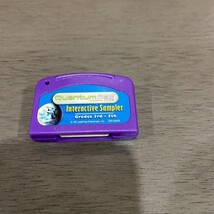 Quantum Pad
Interactive Sampler
Grades 3rd - 5th